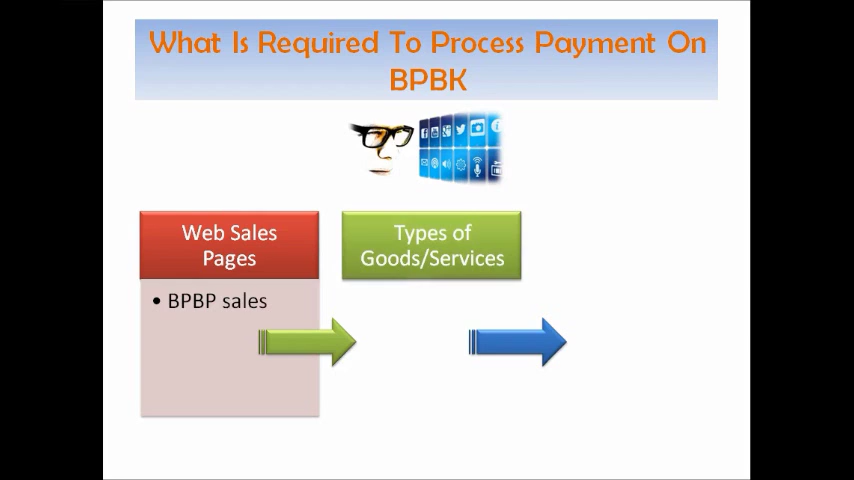 What Is Required To Process Payment On
BPBK
Web Sales
Pages
Types of
Goods/Services
• BPBP sales